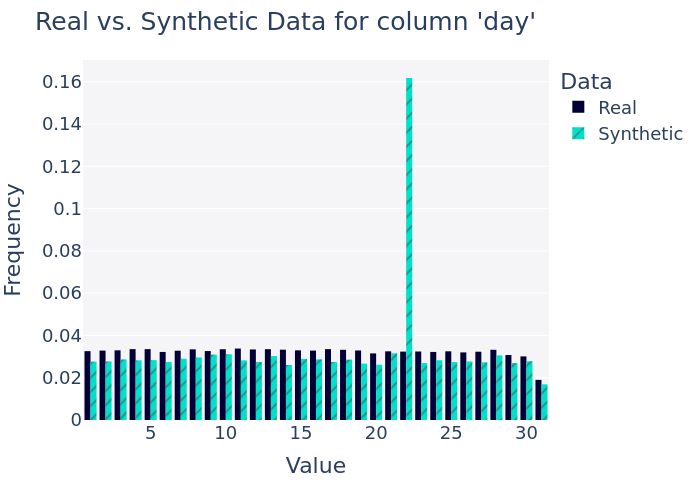 Real vs. Synthetic Data for column 'day'
0.16
0.14
0.12
0.1
0.08
0.06
0.04
0.02
0
Frequency
5 10 15 20 25 30
Value
Data
Real
Synthetic